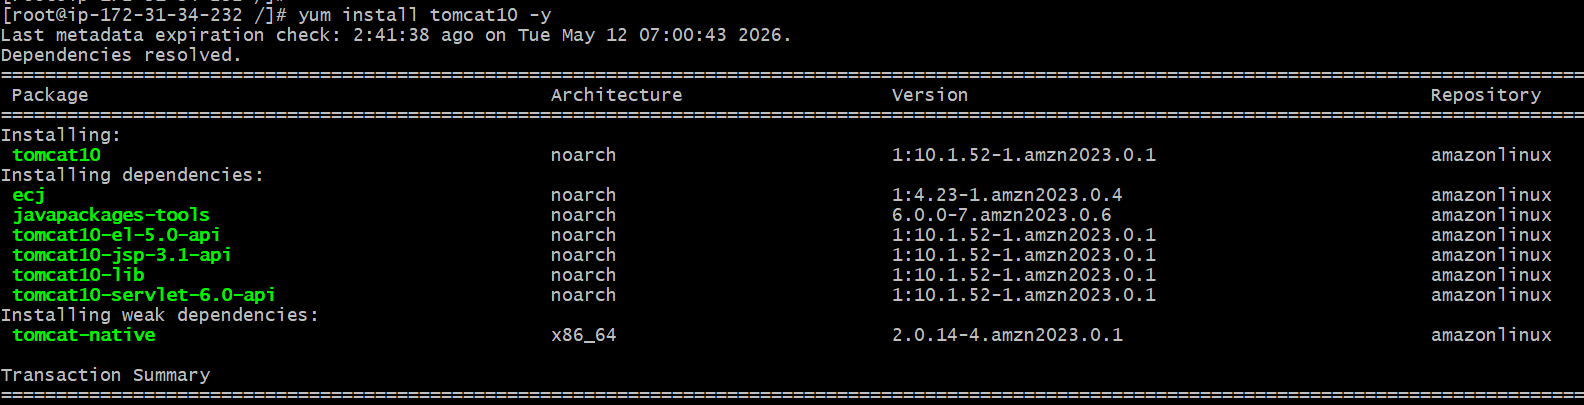 [root@ip-172-31-34-232 /]#
[root@ip-172-31-34-232 /]# yum install tomcat10 -y
Last metadata expiration check: 2:41:38 ago on Tue May 12 07:00:43 2026.
Dependencies resolved.
Package Architecture Version Repository
Installing:
tomcat10 noarch 1:10.1.52-1.amzn2023.0.1 amazonlinux
Installing dependencies:
ecj noarch 1:4.23-1.amzn2023.0.4 amazonlinux
javapackages-tools noarch 6.0.0-7.amzn2023.0.6 amazonlinux
tomcat10-el-5.0-api noarch 1:10.1.52-1.amzn2023.0.1 amazonlinux
tomcat10-jsp-3.1-api noarch 1:10.1.52-1.amzn2023.0.1 amazonlinux
tomcat10-lib noarch 1:10.1.52-1.amzn2023.0.1 amazonlinux
tomcat10-servlet-6.0-api noarch 1:10.1.52-1.amzn2023.0.1 amazonlinux
Installing weak dependencies:
tomcat-native x86_64 2.0.14-4.amzn2023.0.1 amazonlinux
Transaction Summary